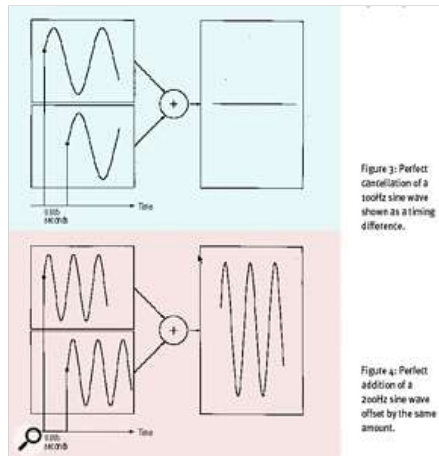 +
0.005
seconds
Time
Figure 3: Perfect
cancellation of a
100Hz sine wave
shown as a timing
difference.
+
0.005
seconds
Time
Figure 4: Perfect
addition of a
200Hz sine wave
offset by the same
amount.